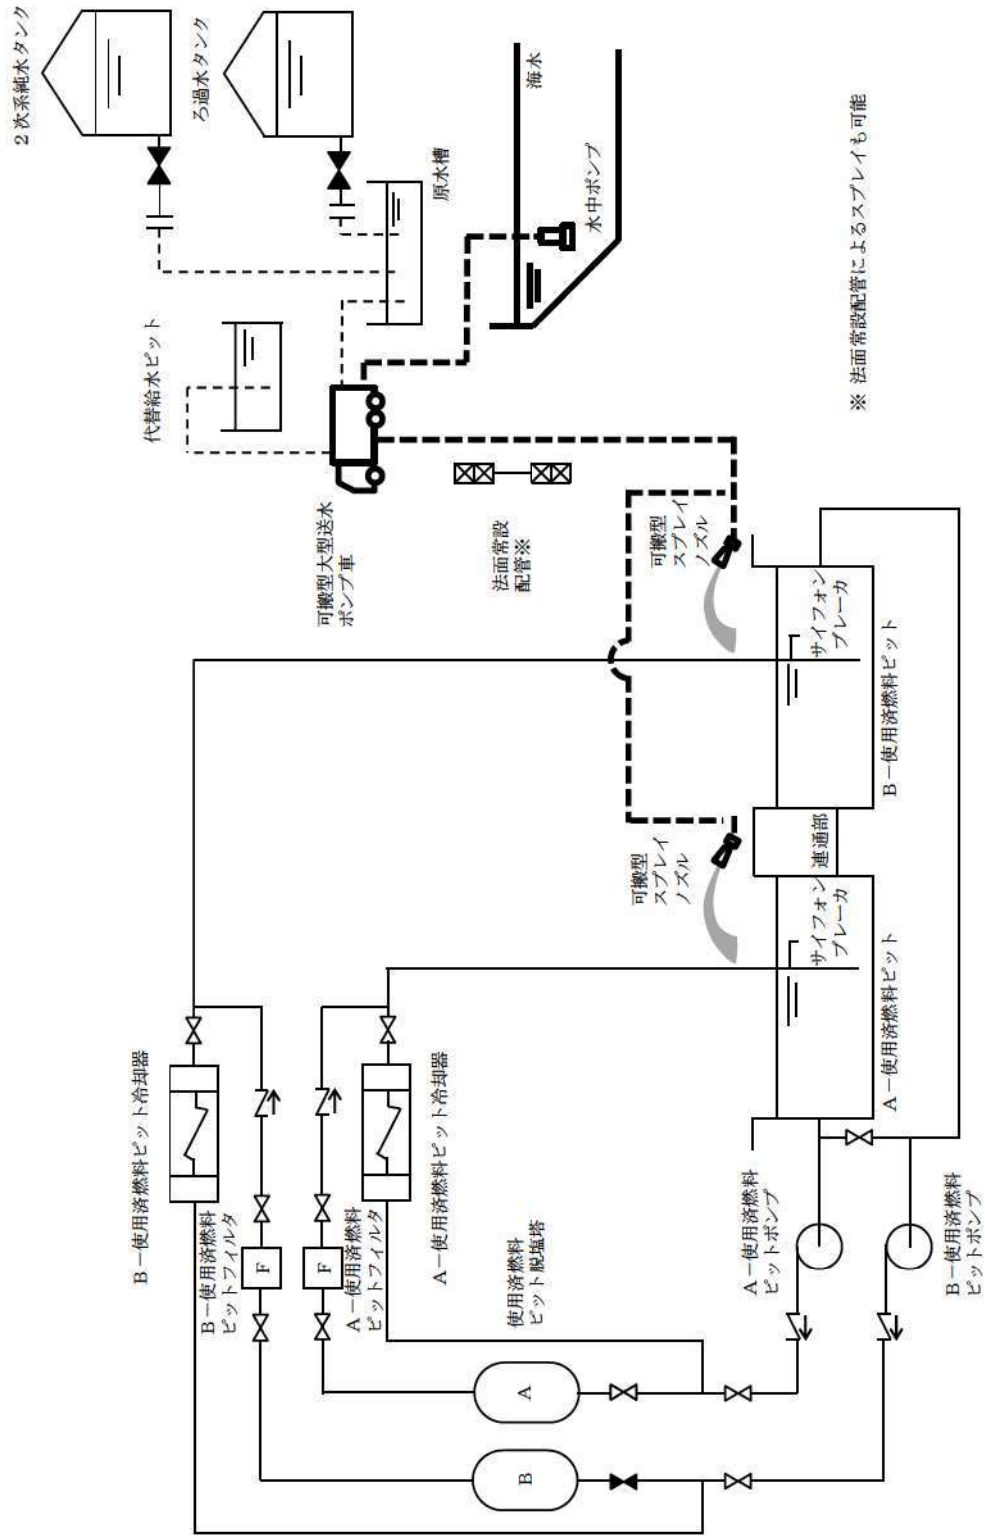 2次系純水タンク
ろ過水タンク
代替給水ピット
原水槽
海水
水中ポンプ
可搬型大型送水
ポンプ車
法面常設
配管※
※ 法面常設配管によるスプレイも可能
可搬型
スプレイ
ノズル
可搬型
スプレイ
ノズル
サイフォン
ブレーカ
B-使用済燃料ピット
連通部
サイフォン
ブレーカ
A-使用済燃料ピット
B-使用済燃料ピット冷却器
B-使用済燃料
ピットフィルタ
F
F
A-使用済燃料
ピットフィルタ
A-使用済燃料ピット冷却器
使用済燃料
ピット脱塩塔
A
B
A-使用済燃料
ピットポンプ
B-使用済燃料
ピットポンプ